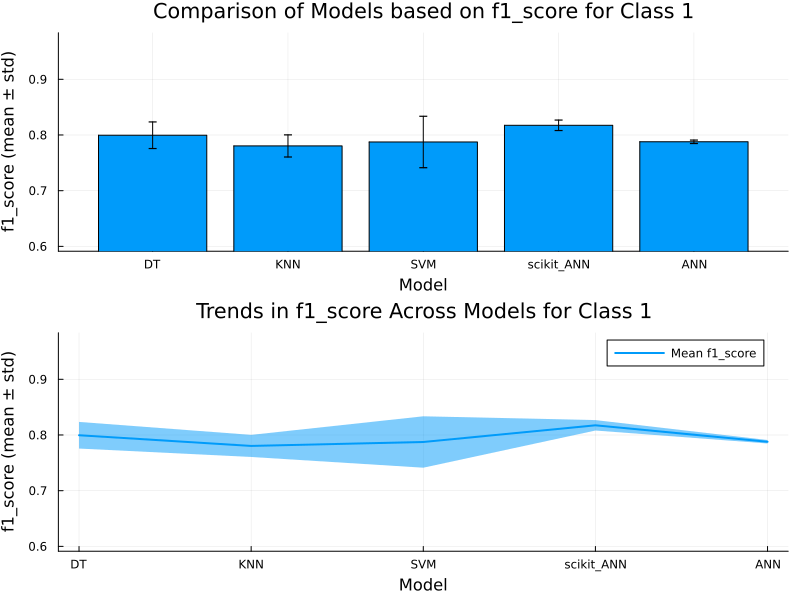 Comparison of Models based on f1_score for Class 1
f1_score (mean ± std)
0.9
0.8
0.7
0.6
DT KNN SVM scikit_ANN ANN
Model
Trends in f1_score Across Models for Class 1
f1_score (mean ± std)
Mean f1_score
0.9
0.8
0.7
0.6
DT KNN SVM scikit_ANN ANN
Model